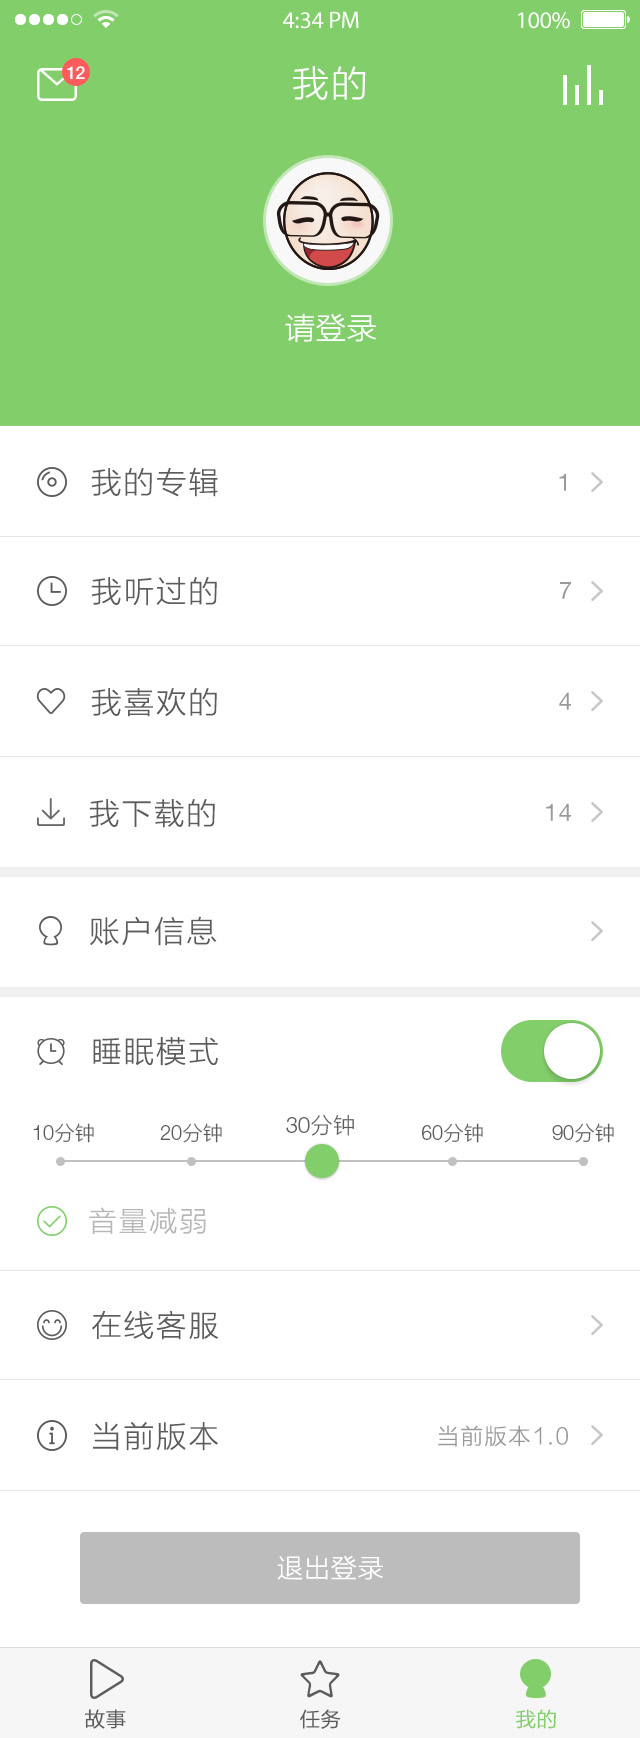 4:34 PM 100%
12 我的
请登录
我的专辑 1
我听过的 7
我喜欢的 4
我下载的 14
账户信息
睡眠模式
10分钟 20分钟 30分钟 60分钟 90分钟
音量减弱
在线客服
当前版本 当前版本1.0
退出登录
故事 任务 我的